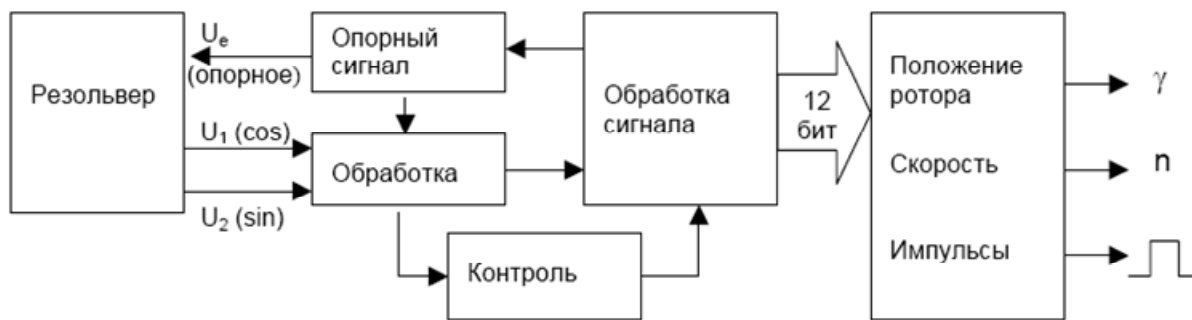 Резольвер
Uₑ
(опорное)
U₁ (cos)
U₂ (sin)
Опорный
сигнал
Обработка
Контроль
Обработка
сигнала
12
бит
Положение
ротора
Скорость
Импульсы
γ
n